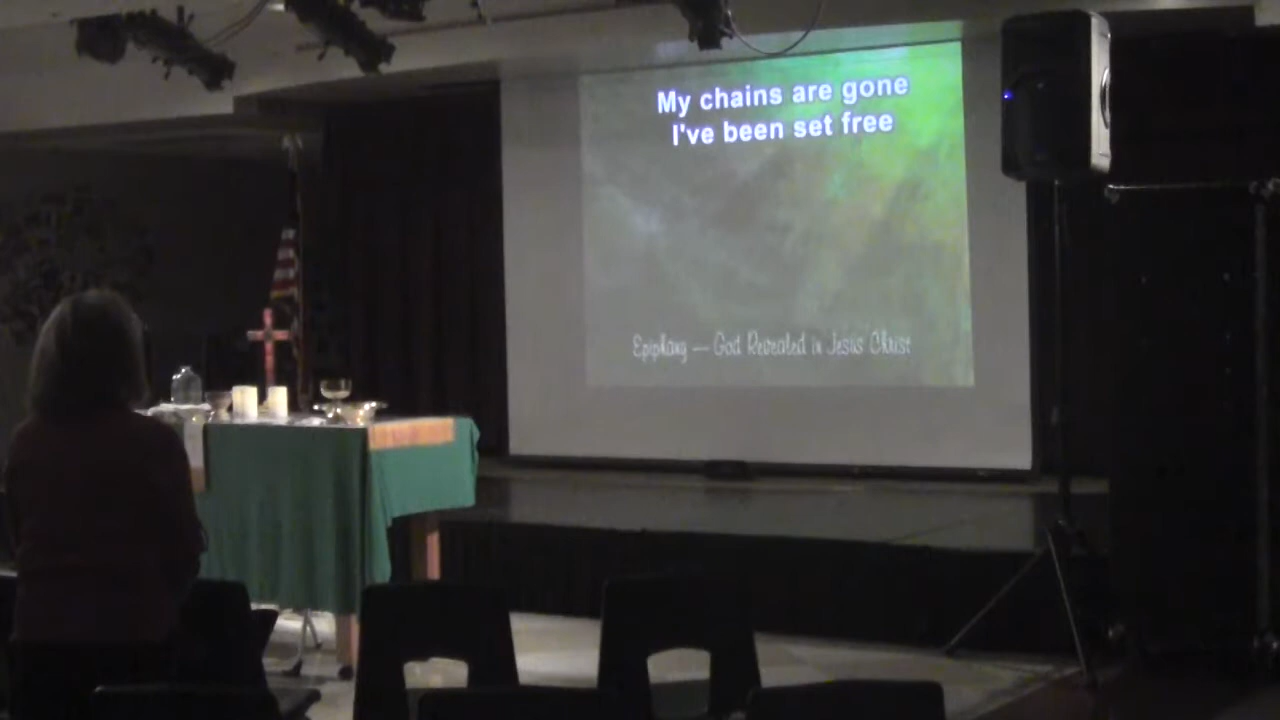 My chains are gone
I've been set free
Epiphany — God Revealed in Jesus Christ